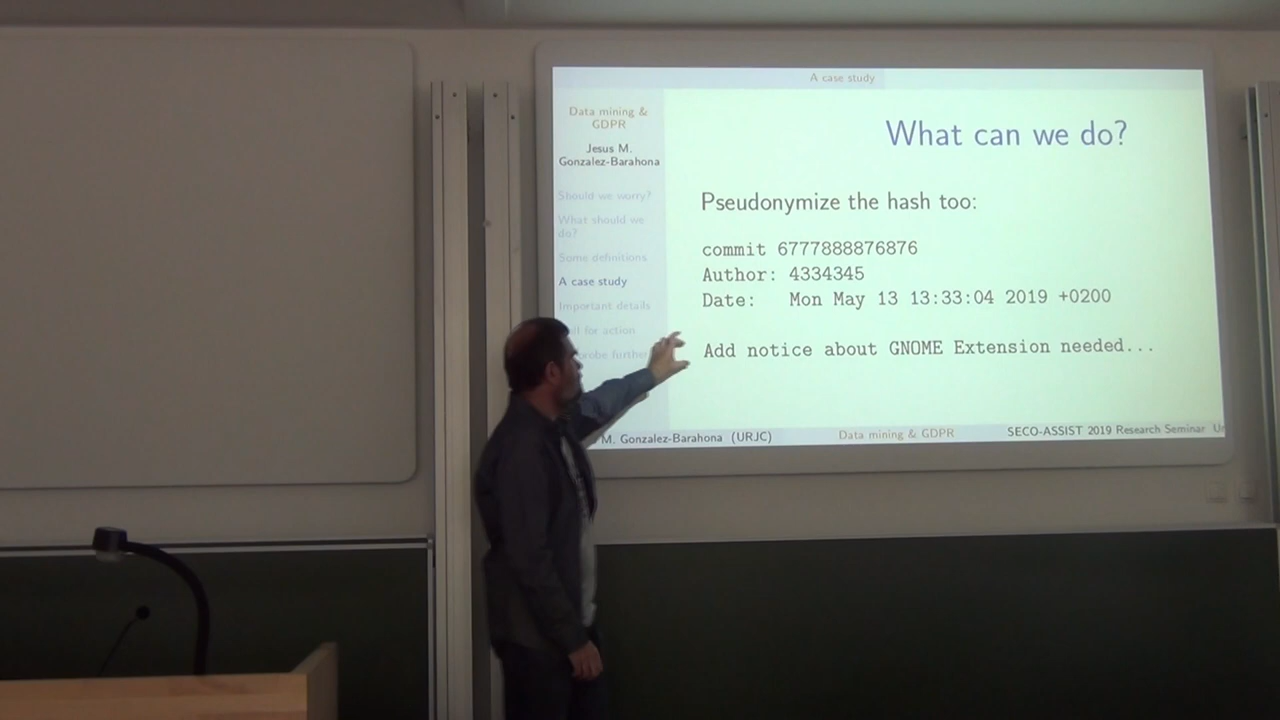 A case study
Data mining &
GDPR
Jesus M.
Gonzalez-Barahona
Should we worry?
What should we
do?
Some definitions
A case study
Important details
for action
further
What can we do?
Pseudonymize the hash too:
commit 6777888876876
Author: 4334345
Date: Mon May 13 13:33:04 2019 +0200
Add notice about GNOME Extension needed...
M. Gonzalez-Barahona (URJC)
Data mining & GDPR
SECO-ASSIST 2019 Research Seminar